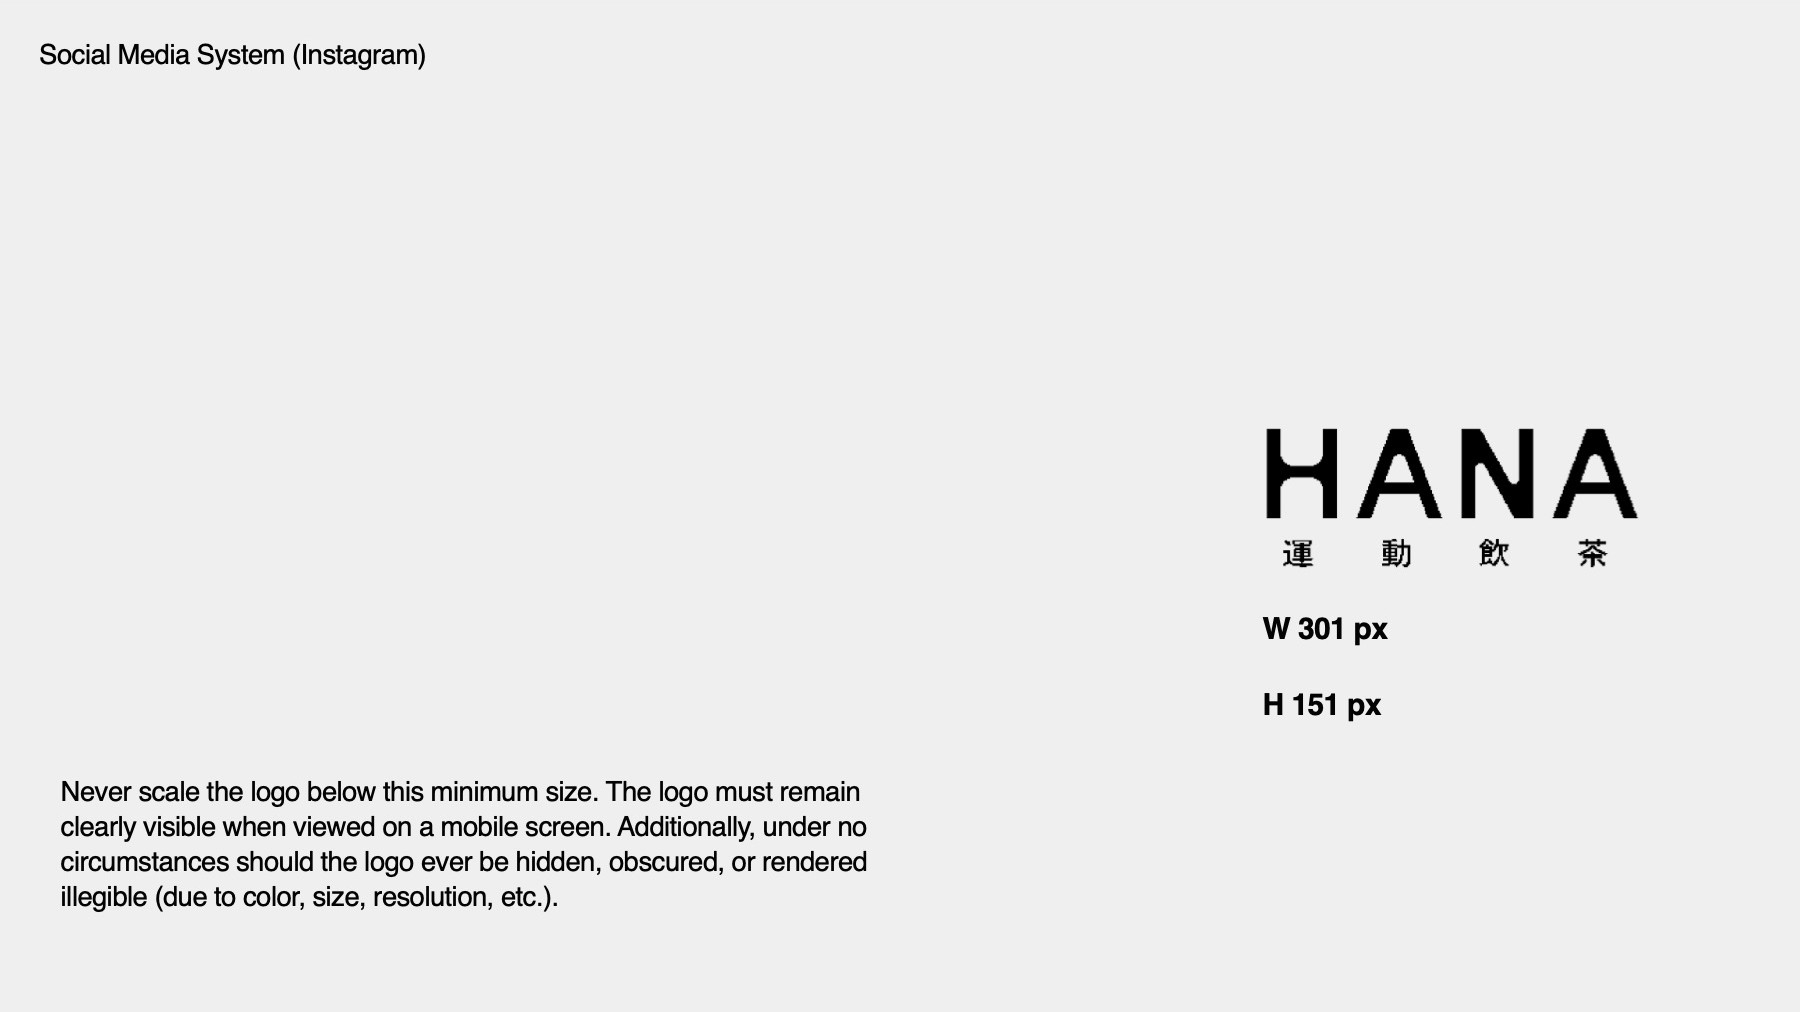 Social Media System (Instagram)
HANA
運動飲茶
W 301 px
H 151 px
Never scale the logo below this minimum size. The logo must remain
clearly visible when viewed on a mobile screen. Additionally, under no
circumstances should the logo ever be hidden, obscured, or rendered
illegible (due to color, size, resolution, etc.).